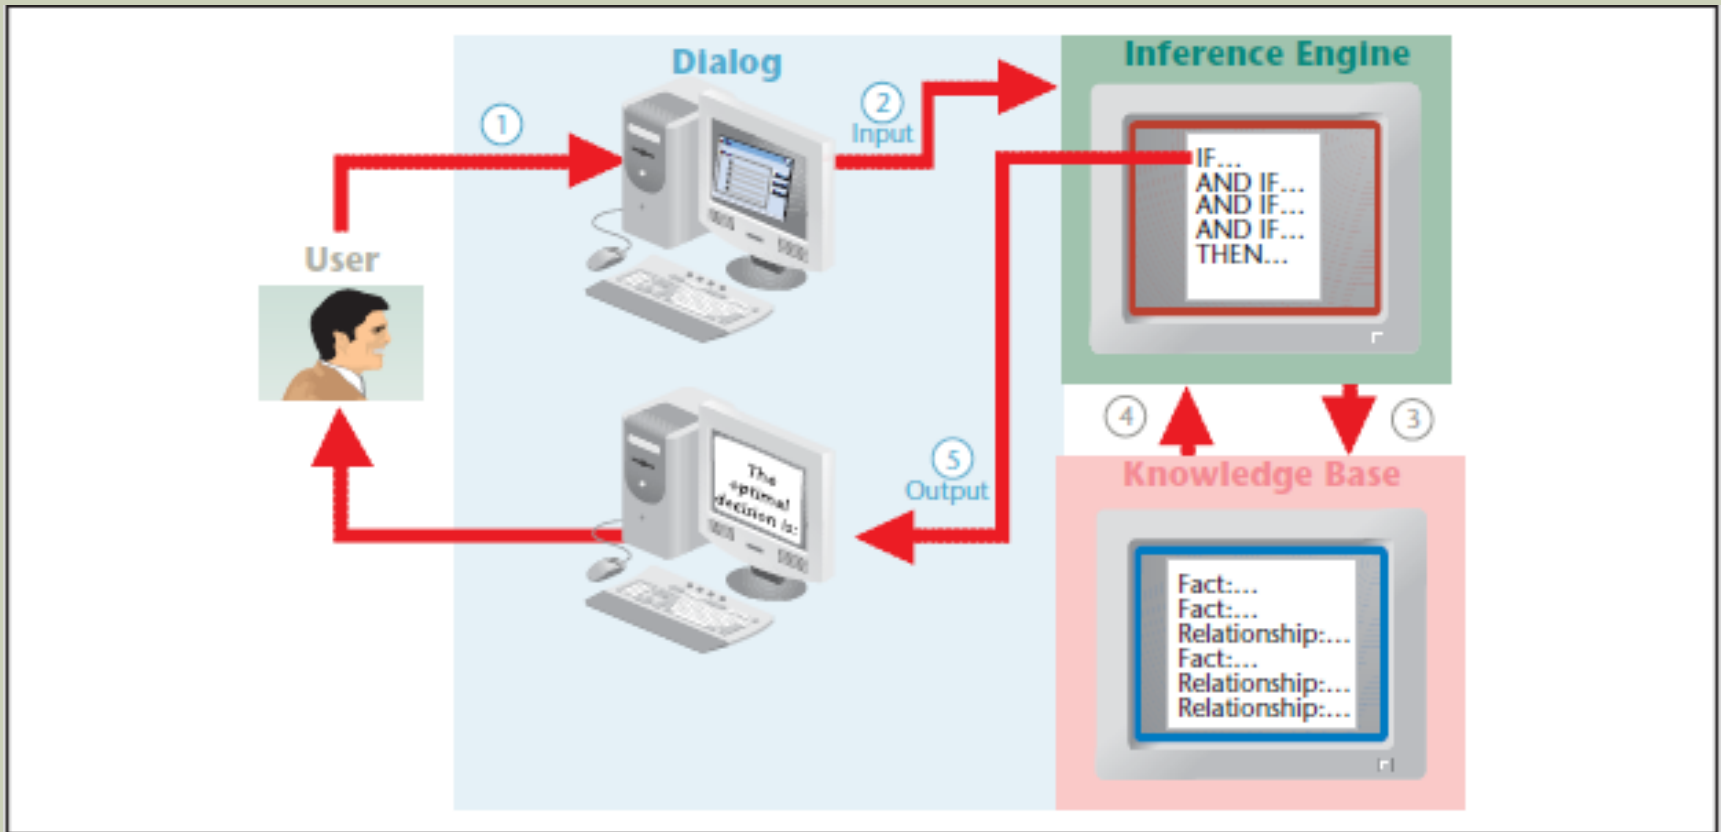 Dialog
Inference Engine
1
2
Input
IF...
AND IF...
AND IF...
AND IF...
THEN...
User
4
3
5
Output
The
optimal
decision is:
Knowledge Base
Fact:...
Fact:...
Relationship:...
Fact:...
Relationship:...
Relationship:...